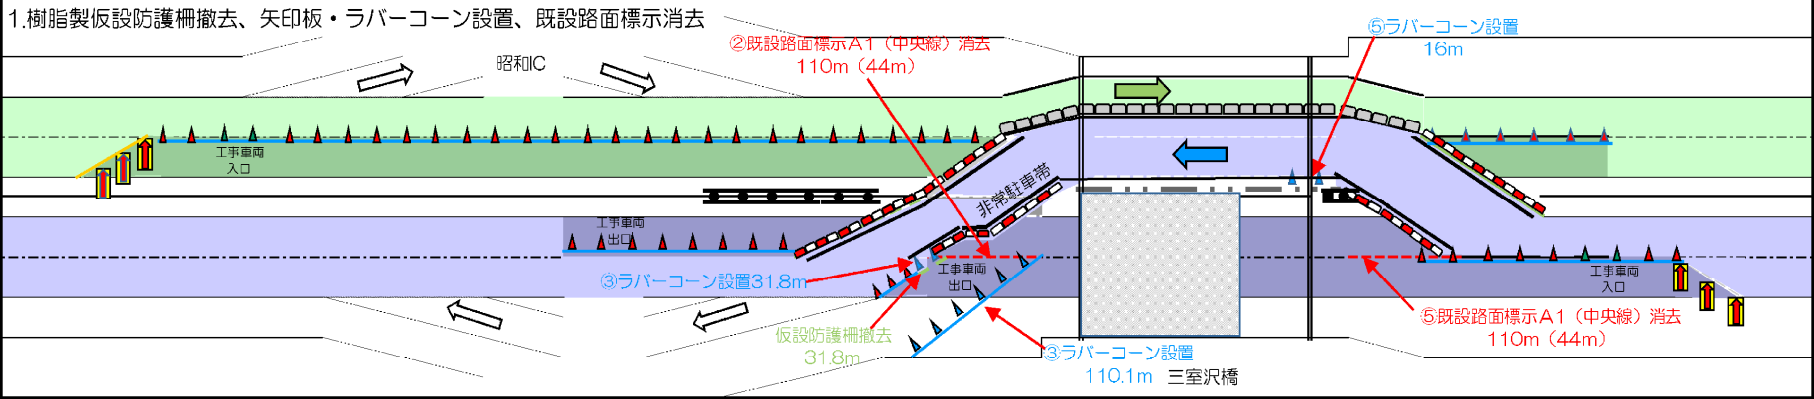 1.樹脂製仮設防護柵撤去、矢印板・ラバーコーン設置、既設路面標示消去
②既設路面標示A1（中央線）消去
110m（44m）
⑤ラバーコーン設置
16m
昭和IC
工事車両
入口
非常駐車帯
工事車両
出口
③ラバーコーン設置31.8m
工事車両
出口
工事車両
入口
仮設防護柵撤去
31.8m
③ラバーコーン設置
110.1m
三室沢橋
⑤既設路面標示A1（中央線）消去
110m（44m）